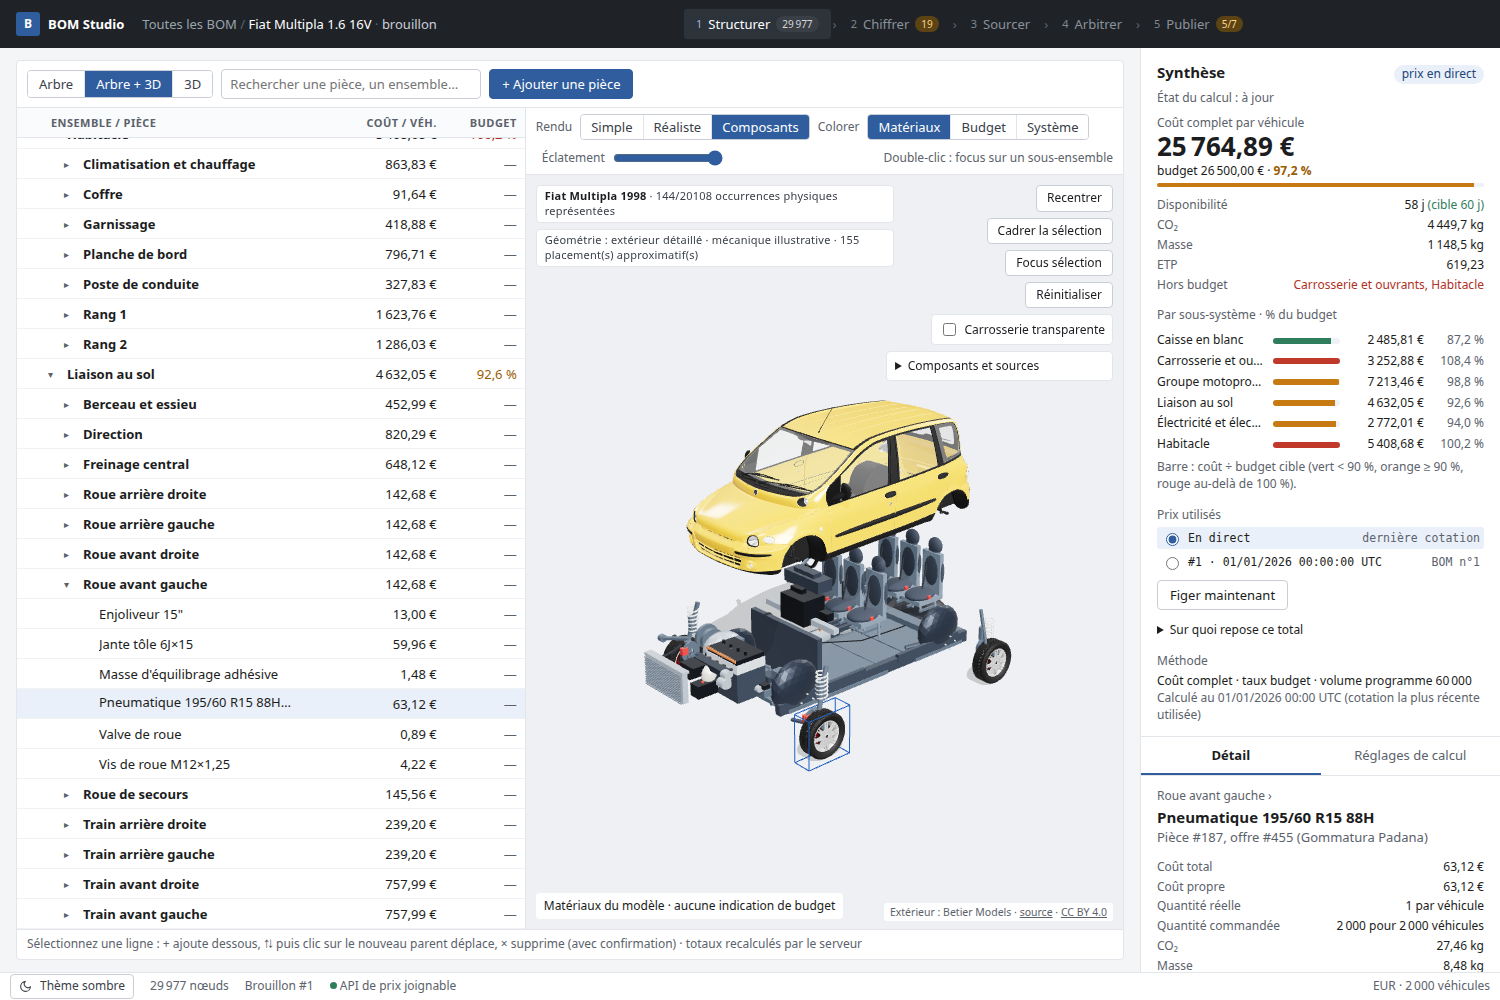 B BOM Studio Toutes les BOM / Fiat Multipla 1.6 16V · brouillon 1 Structurer 29 977 › 2 Chiffrer 19 › 3 Sourcer › 4 Arbitrer › 5 Publier 5/7
Arbre Arbre + 3D 3D Rechercher une pièce, un ensemble... + Ajouter une pièce
ENSEMBLE / PIÈCE COÛT / VÉH. BUDGET
▸ Climatisation et chauffage 863,83 € —
▸ Coffre 91,64 € —
▸ Garnissage 418,88 € —
▸ Planche de bord 796,71 € —
▸ Poste de conduite 327,83 € —
▸ Rang 1 1 623,76 € —
▸ Rang 2 1 286,03 € —
▾ Liaison au sol 4 632,05 € 92,6 %
▸ Berceau et essieu 452,99 € —
▸ Direction 820,29 € —
▸ Freinage central 648,12 € —
▸ Roue arrière droite 142,68 € —
▸ Roue arrière gauche 142,68 € —
▸ Roue avant droite 142,68 € —
▾ Roue avant gauche 142,68 € —
Enjoliveur 15" 13,00 € —
Jante tôle 6J×15 59,96 € —
Masse d'équilibrage adhésive 1,48 € —
Pneumatique 195/60 R15 88H... 63,12 € —
Valve de roue 0,89 € —
Vis de roue M12×1,25 4,22 € —
▸ Roue de secours 145,56 € —
▸ Train arrière droite 239,20 € —
▸ Train arrière gauche 239,20 € —
▸ Train avant droite 757,99 € —
▸ Train avant gauche 757,99 € —
Rendu Simple Réaliste Composants Colorer Matériaux Budget Système
Éclatement Double-clic : focus sur un sous-ensemble
Fiat Multipla 1998 · 144/20108 occurrences physiques
représentées
Géométrie : extérieur détaillé · mécanique illustrative · 155
placement(s) approximatif(s)
Recentrer
Cadrer la sélection
Focus sélection
Réinitialiser
Carrosserie transparente
▶ Composants et sources
Matériaux du modèle · aucune indication de budget
Extérieur : Betier Models · source · CC BY 4.0
Sélectionnez une ligne : + ajoute dessous, ⇅ puis clic sur le nouveau parent déplace, × supprime (avec confirmation) · totaux recalculés par le serveur
Synthèse prix en direct
État du calcul : à jour
Coût complet par véhicule
25 764,89 €
budget 26 500,00 € · 97,2 %
Disponibilité 58 j (cible 60 j)
CO₂ 4 449,7 kg
Masse 1 148,5 kg
ETP 619,23
Hors budget Carrosserie et ouvrants, Habitacle
Par sous-système · % du budget
Caisse en blanc 2 485,81 € 87,2 %
Carrosserie et ou... 3 252,88 € 108,4 %
Groupe motopro... 7 213,46 € 98,8 %
Liaison au sol 4 632,05 € 92,6 %
Électricité et élec... 2 772,01 € 94,0 %
Habitacle 5 408,68 € 100,2 %
Barre : coût ÷ budget cible (vert < 90 %, orange ≥ 90 %,
rouge au-delà de 100 %).
Prix utilisés
En direct dernière cotation
#1 · 01/01/2026 00:00:00 UTC BOM n°1
Figer maintenant
▶ Sur quoi repose ce total
Méthode
Coût complet · taux budget · volume programme 60 000
Calculé au 01/01/2026 00:00 UTC (cotation la plus récente
utilisée)
Détail Réglages de calcul
Roue avant gauche ›
Pneumatique 195/60 R15 88H
Pièce #187, offre #455 (Gommatura Padana)
Coût total 63,12 €
Coût propre 63,12 €
Quantité réelle 1 par véhicule
Quantité commandée 2 000 pour 2 000 véhicules
CO₂ 27,46 kg
Masse 8,48 kg
Thème sombre 29 977 nœuds Brouillon #1 API de prix joignable EUR · 2 000 véhicules